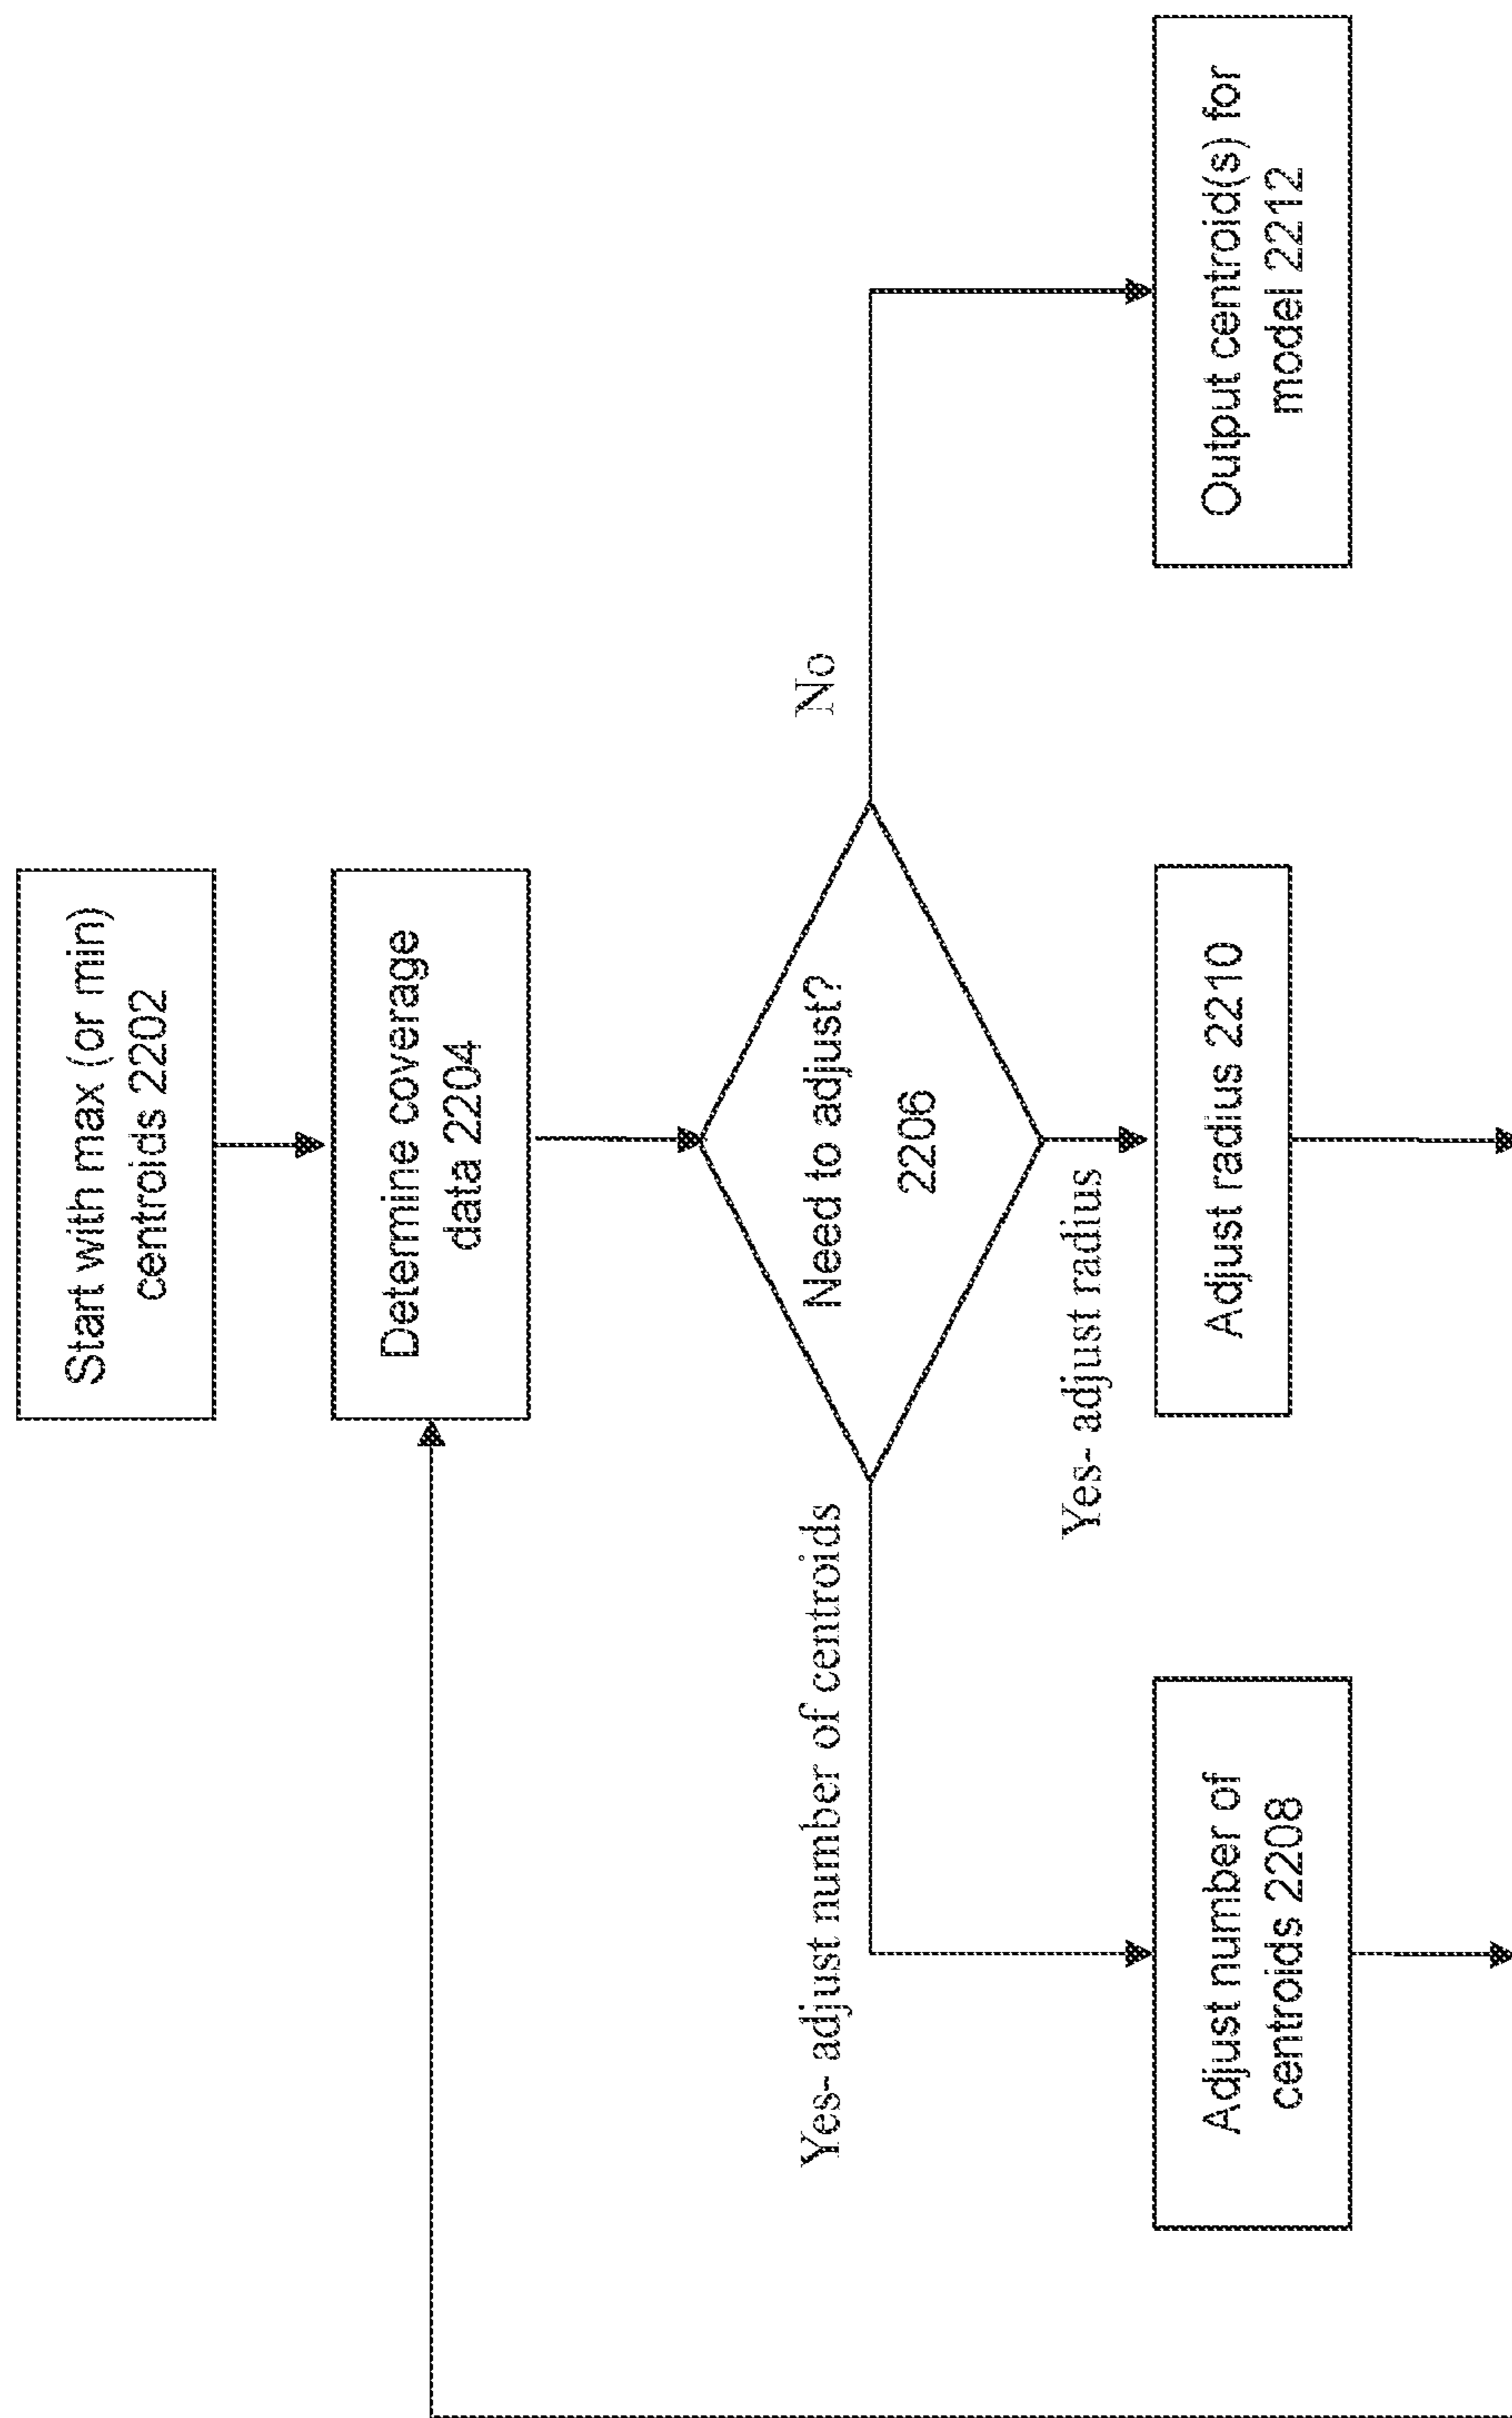 Start with max (or min)
centroids 2202
Determine coverage
data 2204
Need to adjust?
2206
Yes- adjust number of centroids
No
Yes- adjust radius
Adjust number of
centroids 2208
Adjust radius 2210
Output centroid(s) for
model 2212